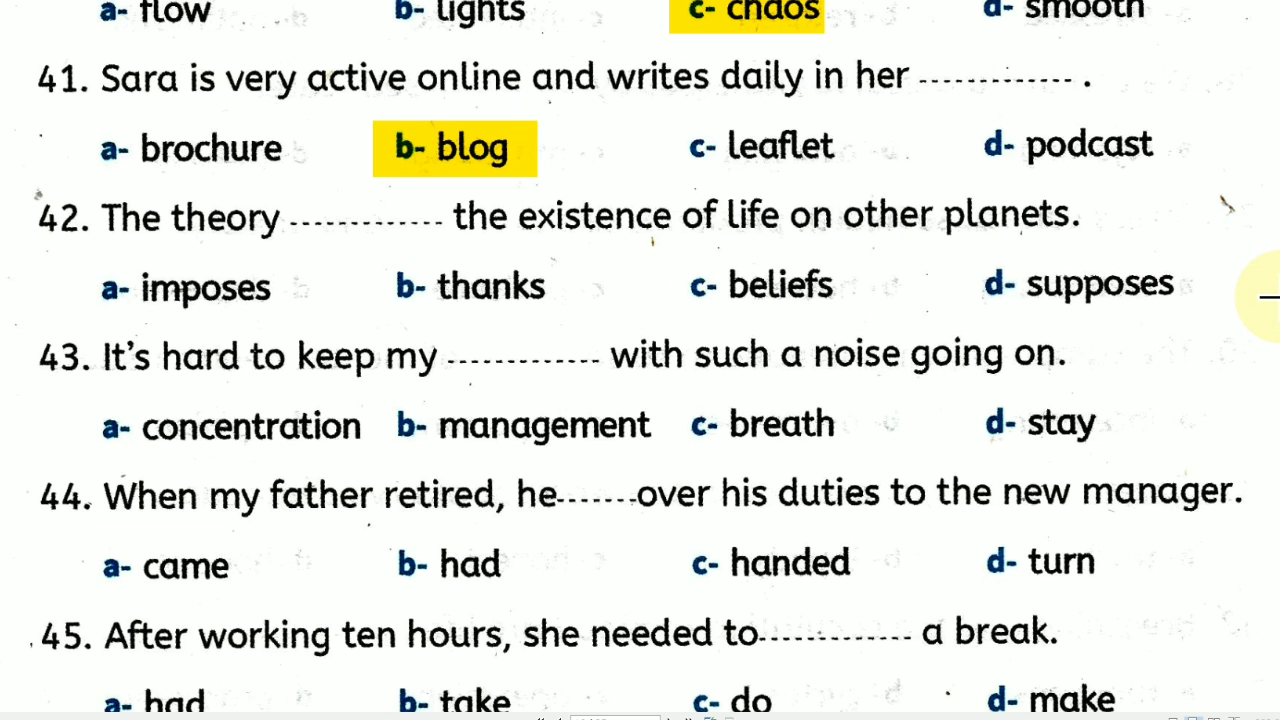 a- flow b- lights c- chaos d- smooth
41. Sara is very active online and writes daily in her ------------- .
a- brochure b- blog c- leaflet d- podcast
42. The theory ------------- the existence of life on other planets.
a- imposes b- thanks c- beliefs d- supposes
43. It's hard to keep my ------------- with such a noise going on.
a- concentration b- management c- breath d- stay
44. When my father retired, he-------over his duties to the new manager.
a- came b- had c- handed d- turn
45. After working ten hours, she needed to------------- a break.
a- had b- take c- do d- make